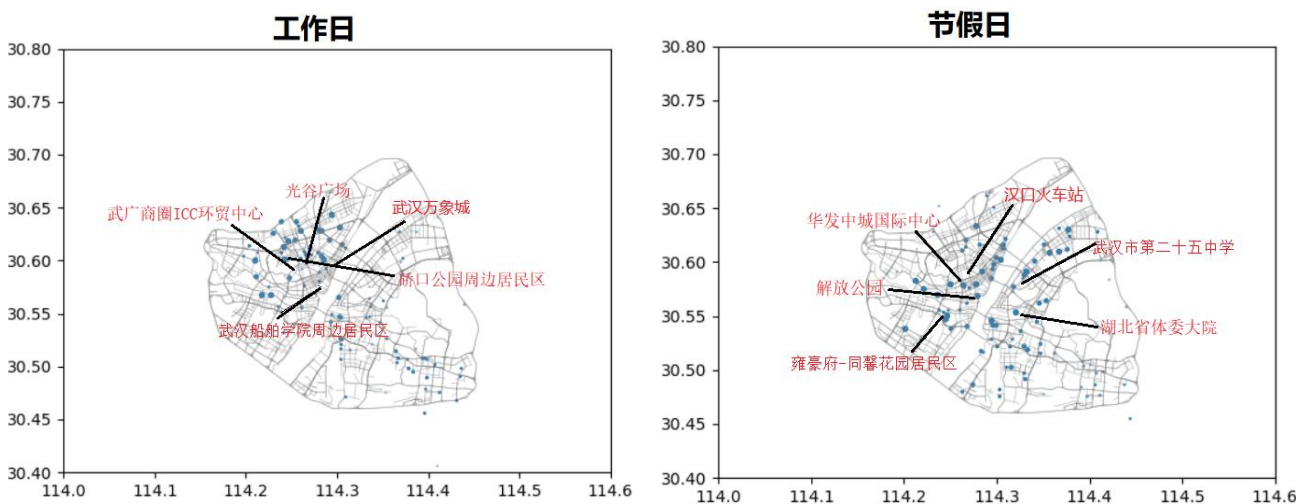 工作日
30.80
30.75
30.70
30.65
30.60
30.55
30.50
30.45
30.40
114.0 114.1 114.2 114.3 114.4 114.5 114.6
光谷广场
武广商圈ICC环贸中心
武汉万象城
硚口公园周边居民区
武汉船舶学院周边居民区
节假日
30.80
30.75
30.70
30.65
30.60
30.55
30.50
30.45
30.40
114.0 114.1 114.2 114.3 114.4 114.5 114.6
汉口火车站
华发中城国际中心
武汉市第二十五中学
解放公园
湖北省体委大院
雍豪府-同馨花园居民区